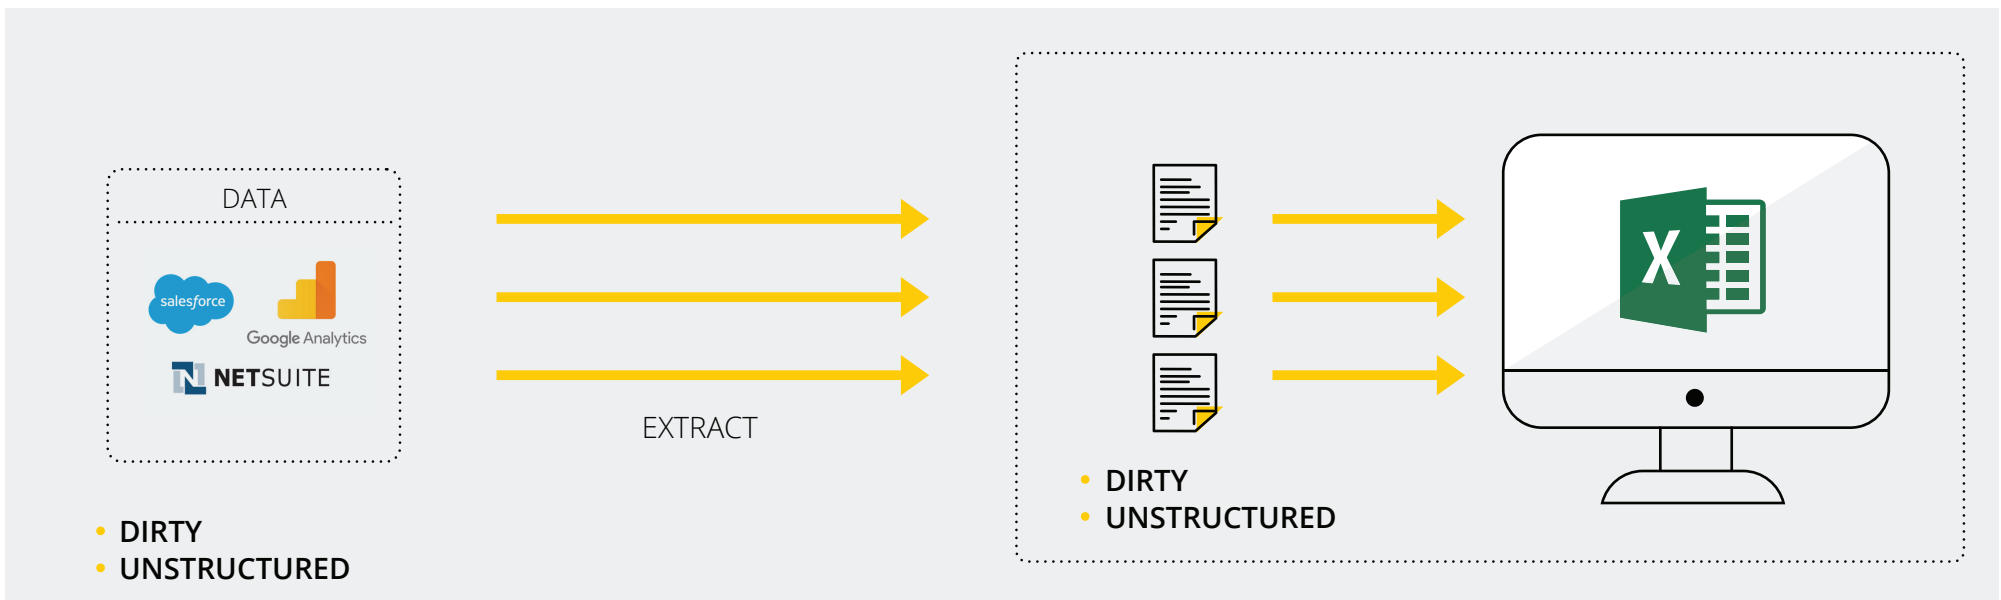 DATA
salesforce
Google Analytics
NETSUITE
• DIRTY
• UNSTRUCTURED
EXTRACT
• DIRTY
• UNSTRUCTURED
X